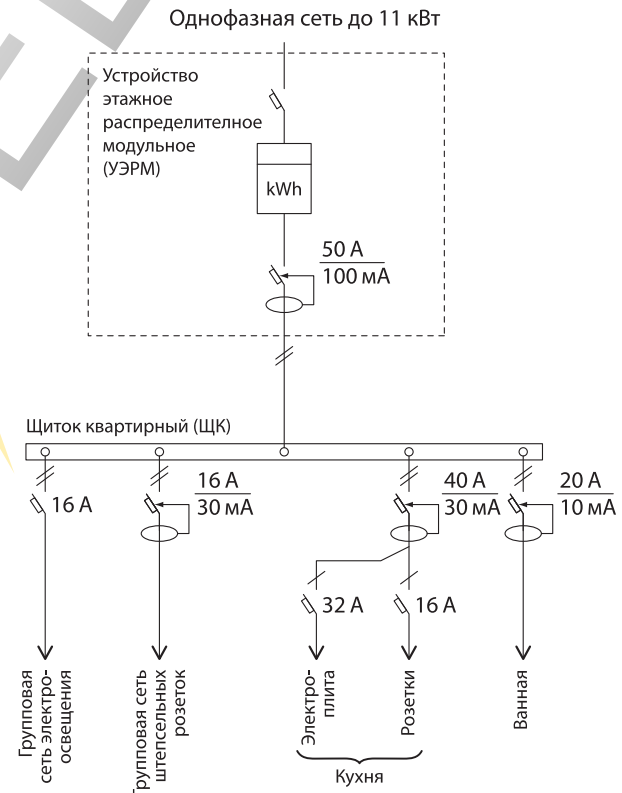 Однофазная сеть до 11 кВт
Устройство
этажное
распределителное
модульное
(УЭРМ)
kWh
50 А
100 мА
Щиток квартирный (ЩК)
16 А
16 А
30 мА
40 А
30 мА
20 А
10 мА
32 А
16 А
Групповая
сеть электро-
освещения
Групповая сеть
штепсельных
розеток
Электро-
плита
Розетки
Ванная
Кухня